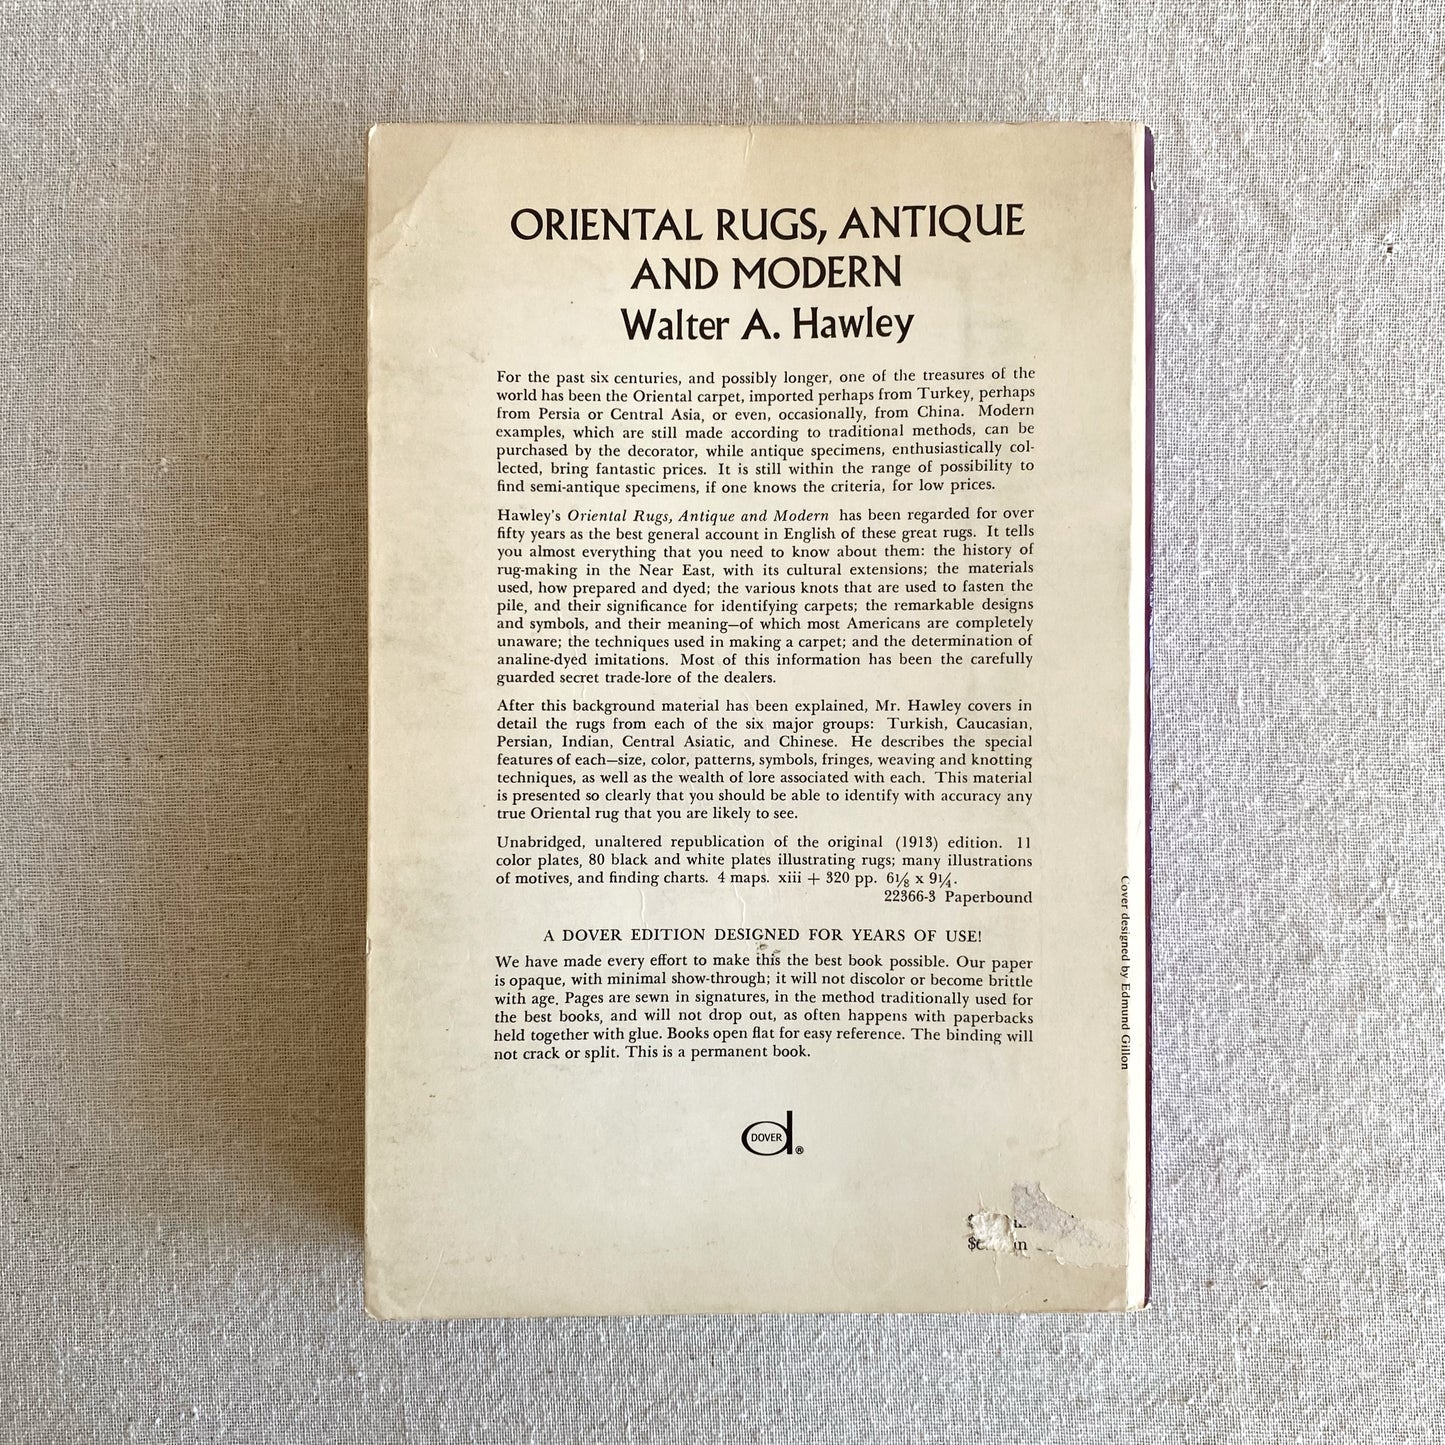 ORIENTAL RUGS, ANTIQUE
AND MODERN
Walter A. Hawley
For the past six centuries, and possibly longer, one of the treasures of the
world has been the Oriental carpet, imported perhaps from Turkey, perhaps
from Persia or Central Asia, or even, occasionally, from China. Modern
examples, which are still made according to traditional methods, can be
purchased by the decorator, while antique specimens, enthusiastically col-
lected, bring fantastic prices. It is still within the range of possibility to
find semi-antique specimens, if one knows the criteria, for low prices.
Hawley's Oriental Rugs, Antique and Modern has been regarded for over
fifty years as the best general account in English of these great rugs. It tells
you almost everything that you need to know about them: the history of
rug-making in the Near East, with its cultural extensions; the materials
used, how prepared and dyed; the various knots that are used to fasten the
pile, and their significance for identifying carpets; the remarkable designs
and symbols, and their meaning—of which most Americans are completely
unaware; the techniques used in making a carpet; and the determination of
analine-dyed imitations. Most of this information has been the carefully
guarded secret trade-lore of the dealers.
After this background material has been explained, Mr. Hawley covers in
detail the rugs from each of the six major groups: Turkish, Caucasian,
Persian, Indian, Central Asiatic, and Chinese. He describes the special
features of each—size, color, patterns, symbols, fringes, weaving and knotting
techniques, as well as the wealth of lore associated with each. This material
is presented so clearly that you should be able to identify with accuracy any
true Oriental rug that you are likely to see.
Unabridged, unaltered republication of the original (1913) edition. 11
color plates, 80 black and white plates illustrating rugs; many illustrations
of motives, and finding charts. 4 maps. xiii + 320 pp. 6⅛ x 9¼.
22366-3 Paperbound
A DOVER EDITION DESIGNED FOR YEARS OF USE!
We have made every effort to make this the best book possible. Our paper
is opaque, with minimal show-through; it will not discolor or become brittle
with age. Pages are sewn in signatures, in the method traditionally used for
the best books, and will not drop out, as often happens with paperbacks
held together with glue. Books open flat for easy reference. The binding will
not crack or split. This is a permanent book.
DOVER ®
Cover designed by Edmund Gillon